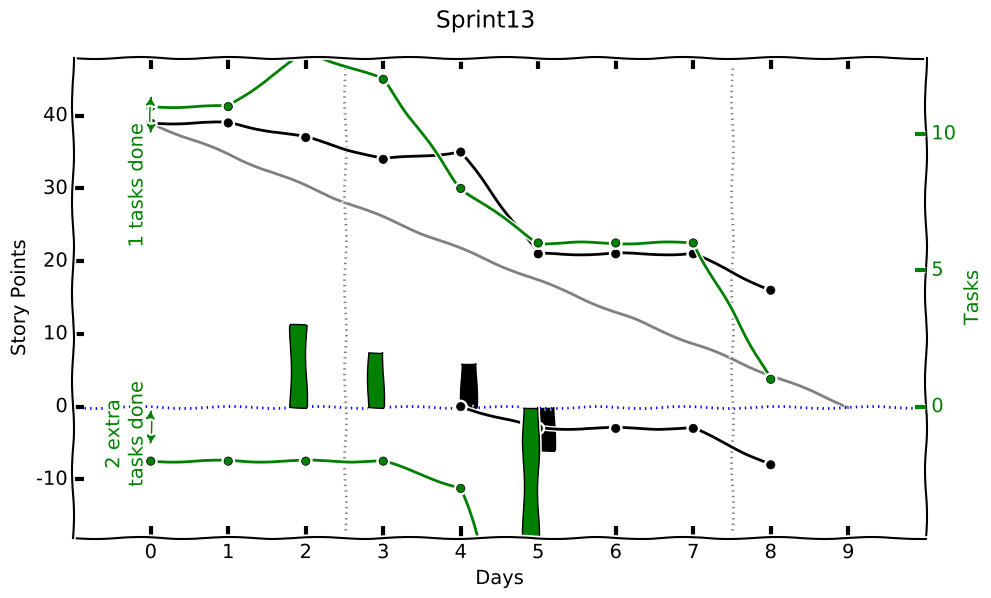 Sprint13
40
30
20
10
0
-10
Story Points
1 tasks done
2 extra
tasks done
10
5
0
Tasks
0 1 2 3 4 5 6 7 8 9
Days